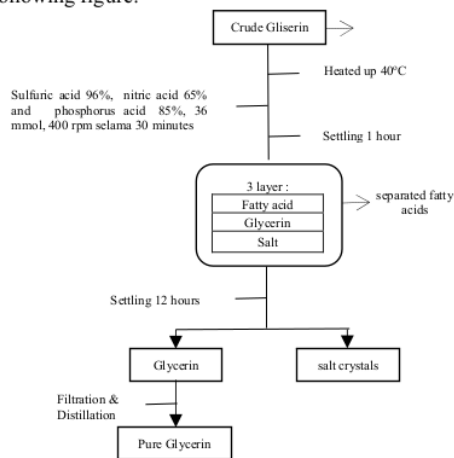 ollowing figure:
Crude Gliserin
Heated up 40°C
Sulfuric acid 96%, nitric acid 65%
and phosphorus acid 85%, 36
mmol, 400 rpm selama 30 minutes
Settling 1 hour
3 layer :
Fatty acid
Glycerin
Salt
separated fatty
acids
Settling 12 hours
Glycerin
salt crystals
Filtration &
Distillation
Pure Glycerin